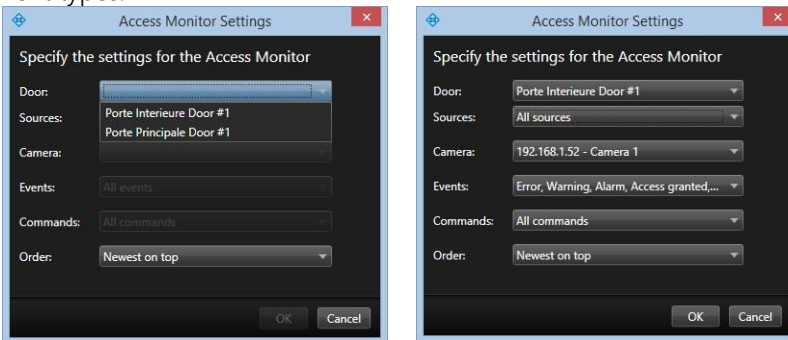 Access Monitor Settings
Specify the settings for the Access Monitor
Door:
Porte Interieure Door #1
Porte Principale Door #1
Sources:
Camera:
Events: All events
Commands: All commands
Order: Newest on top
OK Cancel
Access Monitor Settings
Specify the settings for the Access Monitor
Door: Porte Interieure Door #1
Sources: All sources
Camera: 192.168.1.52 - Camera 1
Events: Error, Warning, Alarm, Access granted,...
Commands: All commands
Order: Newest on top
OK Cancel